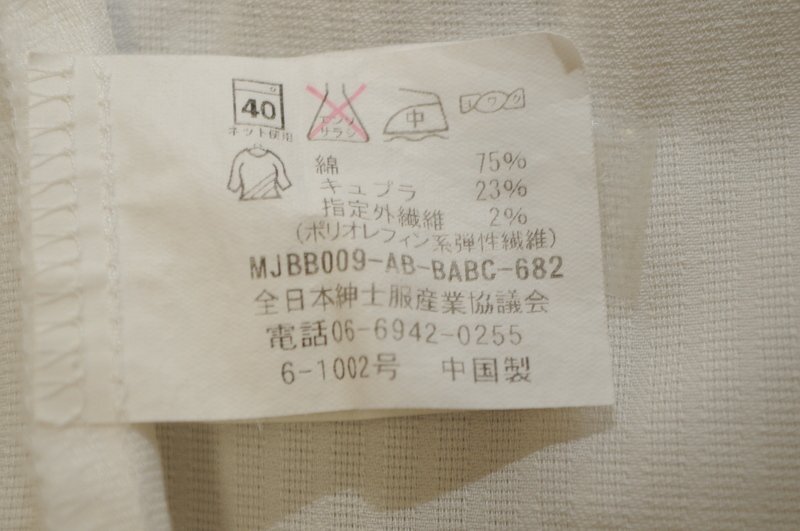 40
ネット使用
エンソ
サラシ
中
ヨワク
綿 75%
キュプラ 23%
指定外繊維 2%
(ポリオレフィン系弾性繊維)
MJBB009-AB-BABC-682
全日本紳士服産業協議会
電話06-6942-0255
6-1002号 中国製